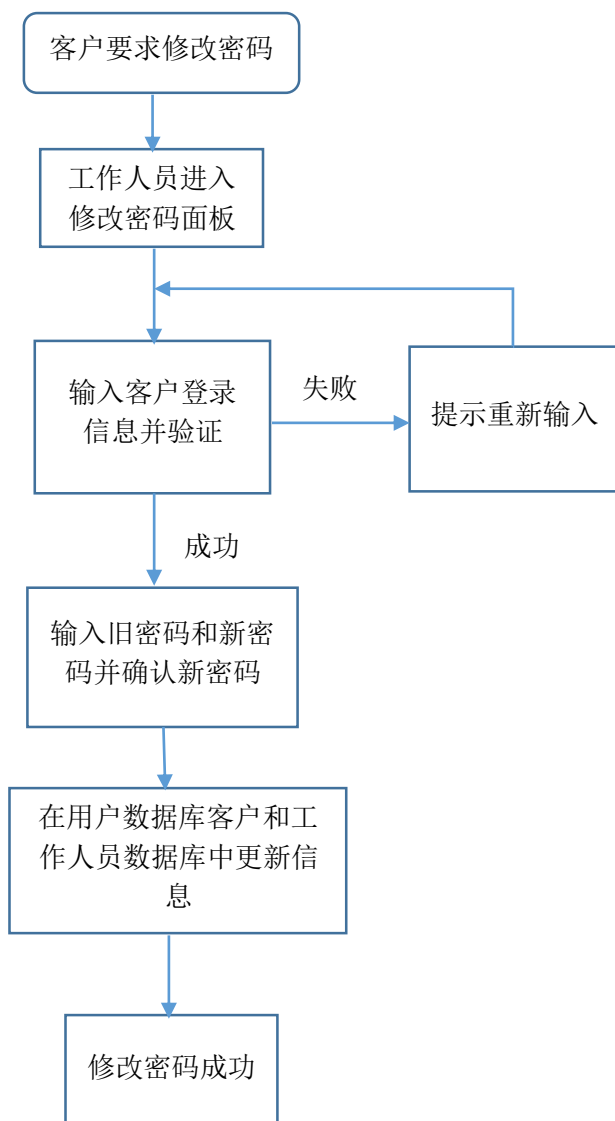 客户要求修改密码
工作人员进入
修改密码面板
输入客户登录
信息并验证
失败
提示重新输入
成功
输入旧密码和新密
码并确认新密码
在用户数据库客户和工
作人员数据库中更新信
息
修改密码成功